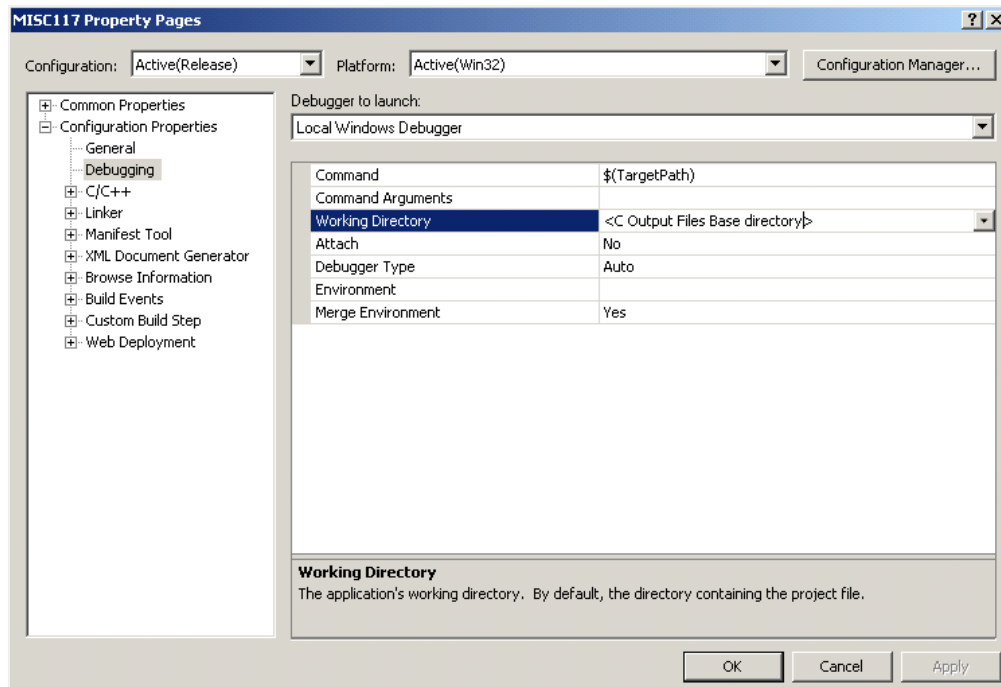 MISC117 Property Pages
Configuration: Active(Release) Platform: Active(Win32) Configuration Manager...
Common Properties
Configuration Properties
General
Debugging
C/C++
Linker
Manifest Tool
XML Document Generator
Browse Information
Build Events
Custom Build Step
Web Deployment
Debugger to launch:
Local Windows Debugger
Command $(TargetPath)
Command Arguments
Working Directory <C Output Files Base directory>
Attach No
Debugger Type Auto
Environment
Merge Environment Yes
Working Directory
The application's working directory. By default, the directory containing the project file.
OK Cancel Apply